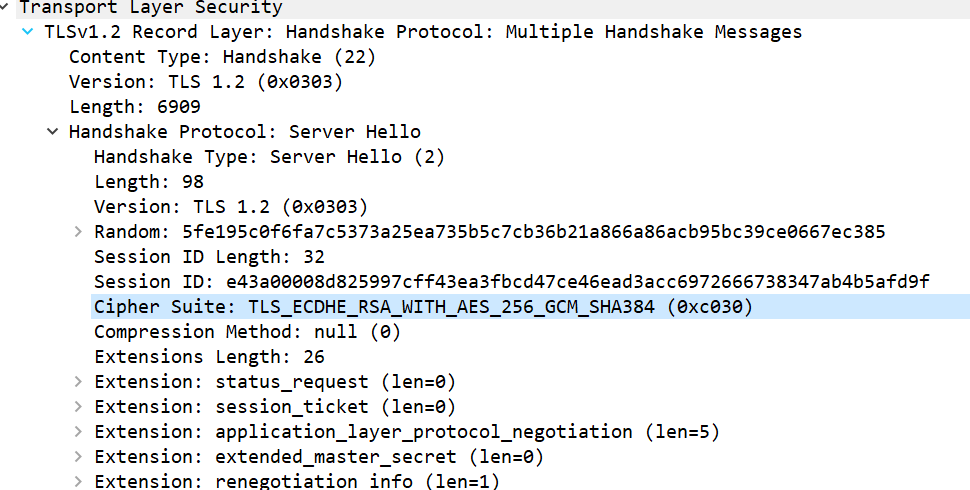 Transport Layer Security
TLSv1.2 Record Layer: Handshake Protocol: Multiple Handshake Messages
Content Type: Handshake (22)
Version: TLS 1.2 (0x0303)
Length: 6909
Handshake Protocol: Server Hello
Handshake Type: Server Hello (2)
Length: 98
Version: TLS 1.2 (0x0303)
Random: 5fe195c0f6fa7c5373a25ea735b5c7cb36b21a866a86acb95bc39ce0667ec385
Session ID Length: 32
Session ID: e43a00008d825997cff43ea3fbcd47ce46ead3acc6972666738347ab4b5afd9f
Cipher Suite: TLS_ECDHE_RSA_WITH_AES_256_GCM_SHA384 (0xc030)
Compression Method: null (0)
Extensions Length: 26
Extension: status_request (len=0)
Extension: session_ticket (len=0)
Extension: application_layer_protocol_negotiation (len=5)
Extension: extended_master_secret (len=0)
Extension: renegotiation_info (len=1)